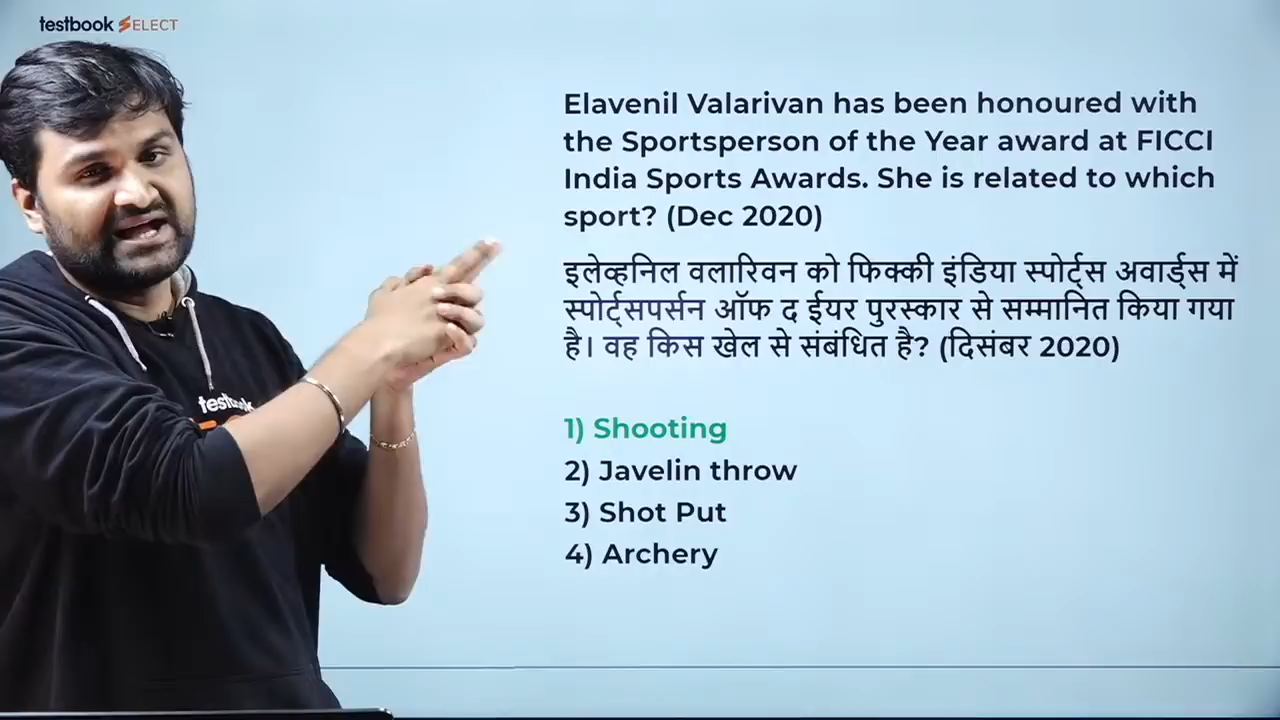 testbook SELECT
Elavenil Valarivan has been honoured with
the Sportsperson of the Year award at FICCI
India Sports Awards. She is related to which
sport? (Dec 2020)
इलेव्हनिल वलारिवन को फिक्की इंडिया स्पोर्ट्स अवार्ड्स में
स्पोर्ट्सपर्सन ऑफ द ईयर पुरस्कार से सम्मानित किया गया
है। वह किस खेल से संबंधित है? (दिसंबर 2020)
1) Shooting
2) Javelin throw
3) Shot Put
4) Archery
testbook